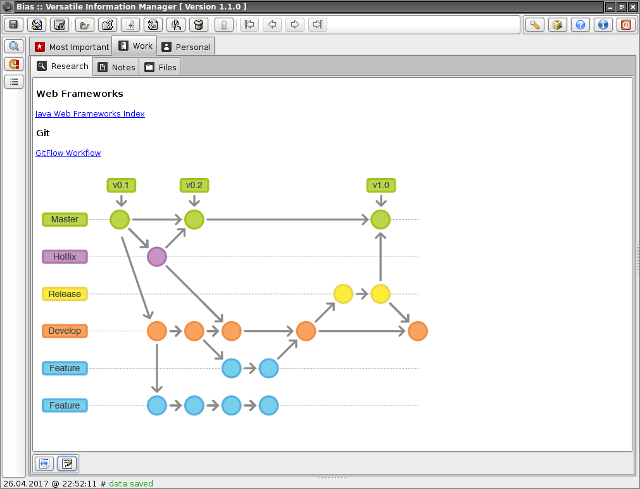 Bias :: Versatile Information Manager [ Version 1.1.0 ]
Most Important
Work
Personal
Research
Notes
Files
Web Frameworks
Java Web Frameworks Index
Git
GitFlow Workflow
v0.1
v0.2
v1.0
Master
Hotfix
Release
Develop
Feature
Feature
26.04.2017 @ 22:52:11 # data saved